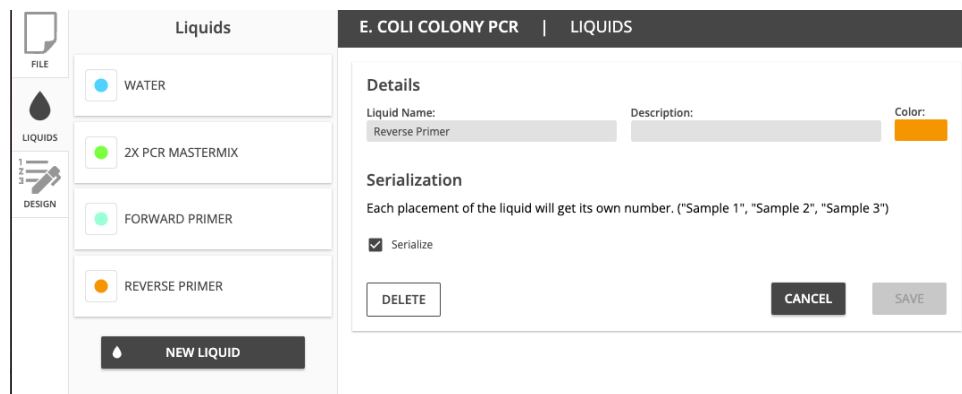 FILE
LIQUIDS
1
2
3
DESIGN
Liquids
WATER
2X PCR MASTERMIX
FORWARD PRIMER
REVERSE PRIMER
NEW LIQUID
E. COLI COLONY PCR | LIQUIDS
Details
Liquid Name: Description: Color:
Reverse Primer
Serialization
Each placement of the liquid will get its own number. ("Sample 1", "Sample 2", "Sample 3")
Serialize
DELETE CANCEL SAVE